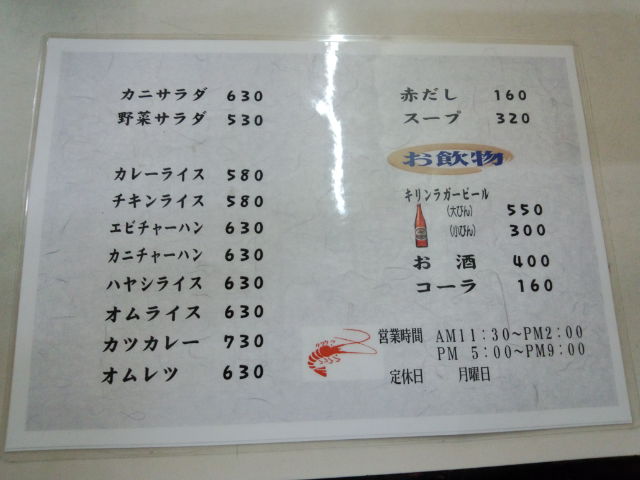 カニサラダ 630
野菜サラダ 530
カレーライス 580
チキンライス 580
エビチャーハン 630
カニチャーハン 630
ハヤシライス 630
オムライス 630
カツカレー 730
オムレツ 630
赤だし 160
スープ 320
お飲物
キリンラガービール
(大びん) 550
(小びん) 300
お酒 400
コーラ 160
営業時間 AM11:30~PM2:00
PM 5:00~PM9:00
定休日 月曜日